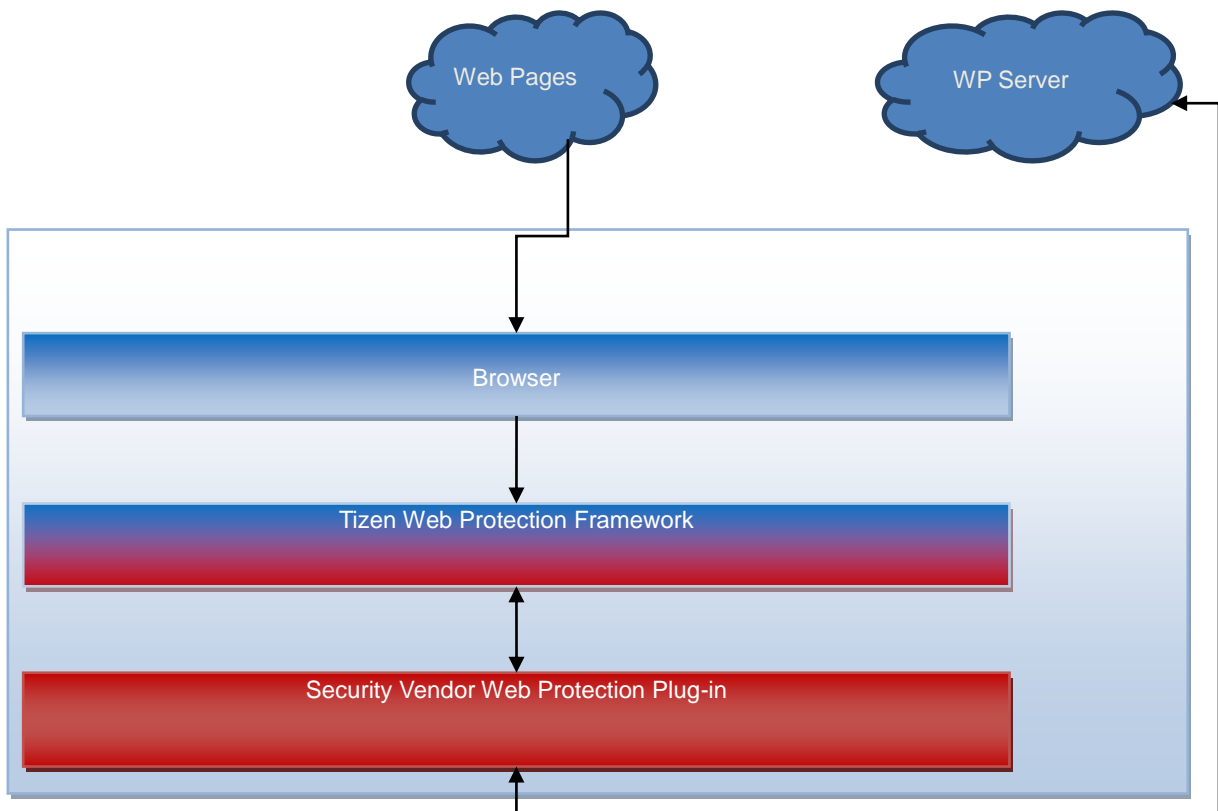 Web Pages
WP Server
Browser
Tizen Web Protection Framework
Security Vendor Web Protection Plug-in